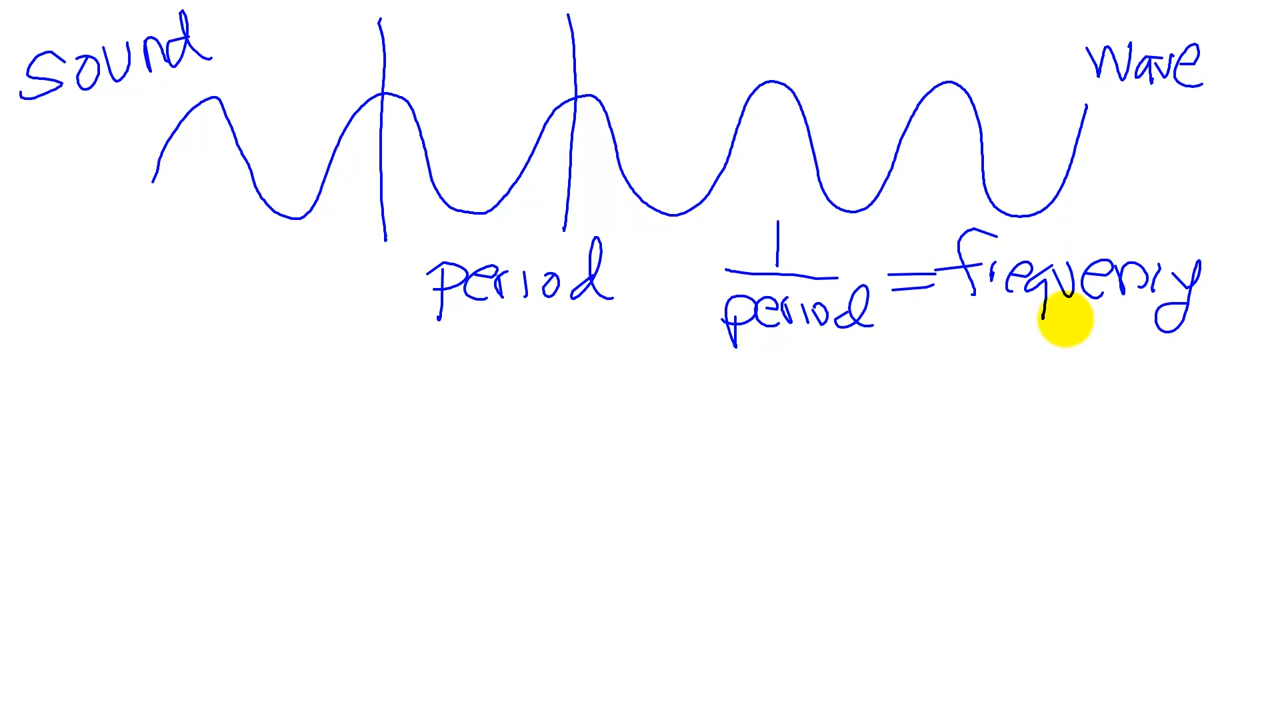 Sound
Wave
period
1
period
= frequency